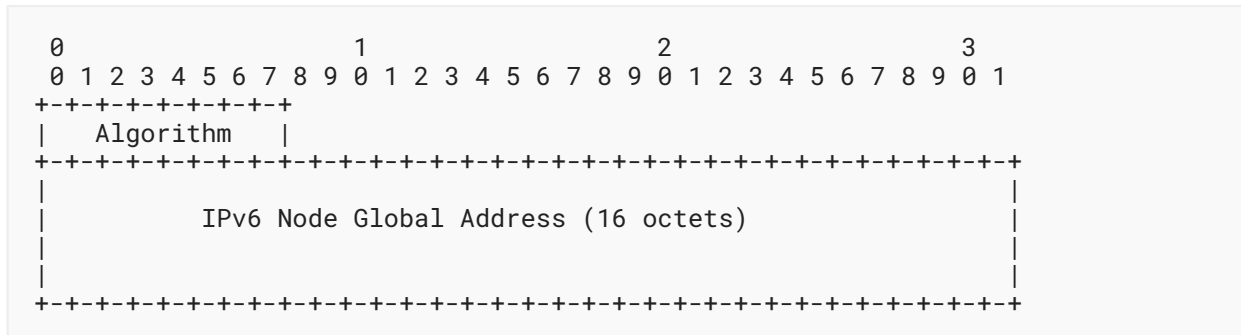 0                   1                   2                   3
0 1 2 3 4 5 6 7 8 9 0 1 2 3 4 5 6 7 8 9 0 1 2 3 4 5 6 7 8 9 0 1
+-+-+-+-+-+-+-+-+
|   Algorithm   |
+-+-+-+-+-+-+-+-+-+-+-+-+-+-+-+-+-+-+-+-+-+-+-+-+-+-+-+-+-+-+-+-+
|                                                               |
|          IPv6 Node Global Address (16 octets)                 |
|                                                               |
|                                                               |
+-+-+-+-+-+-+-+-+-+-+-+-+-+-+-+-+-+-+-+-+-+-+-+-+-+-+-+-+-+-+-+-+